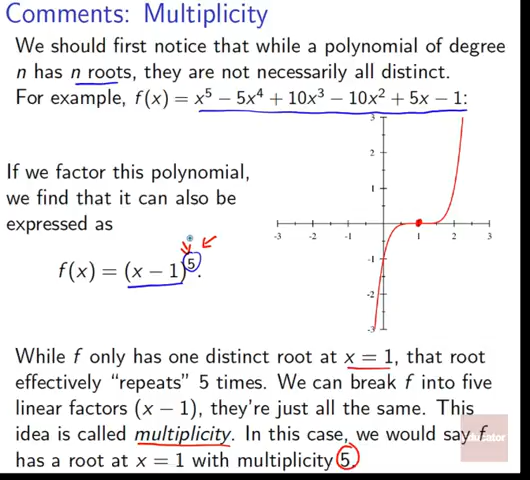 Comments: Multiplicity
We should first notice that while a polynomial of degree
n has n roots, they are not necessarily all distinct.
For example, f(x) = x⁵ − 5x⁴ + 10x³ − 10x² + 5x − 1:
If we factor this polynomial,
we find that it can also be
expressed as
f(x) = (x − 1)⁵.
3
2
1
-3 -2 -1 1 2 3
-1
-2
-3
While f only has one distinct root at x = 1, that root
effectively “repeats” 5 times. We can break f into five
linear factors (x − 1), they're just all the same. This
idea is called multiplicity. In this case, we would say f
has a root at x = 1 with multiplicity 5.
Educator